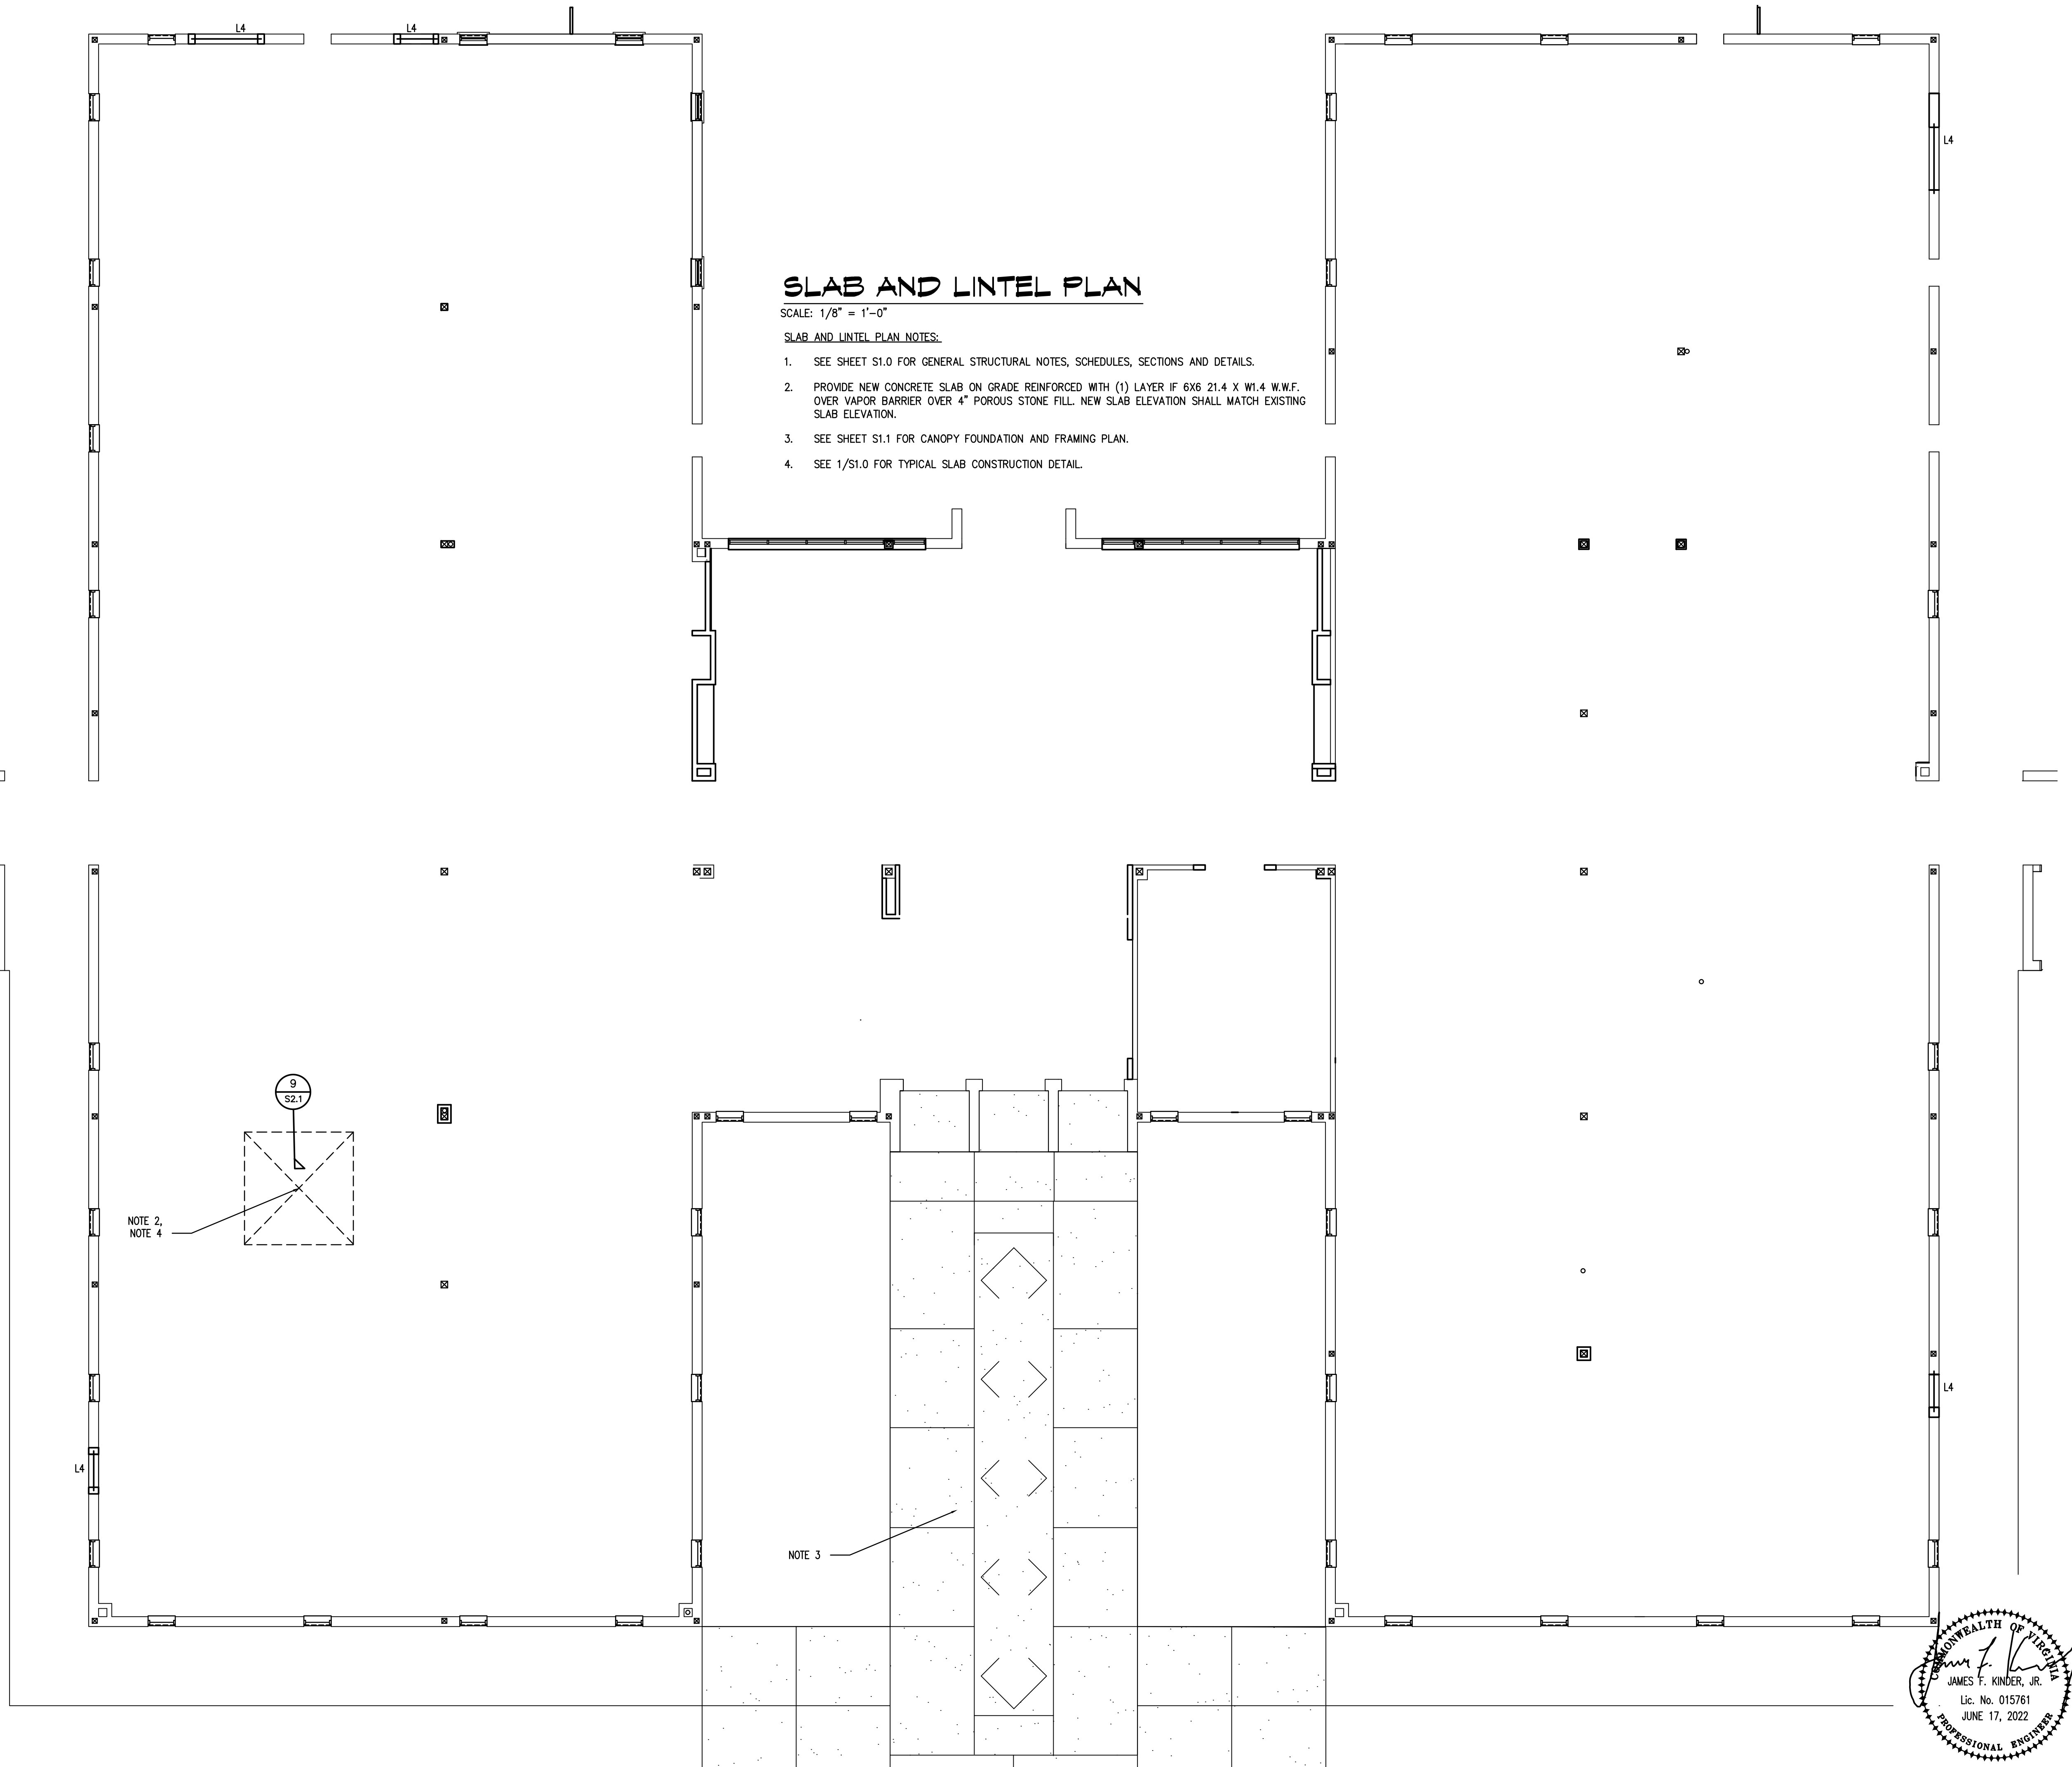 L4
L4
L4
SLAB AND LINTEL PLAN
SCALE: 1/8" = 1'-0"
SLAB AND LINTEL PLAN NOTES:
1. SEE SHEET S1.0 FOR GENERAL STRUCTURAL NOTES, SCHEDULES, SECTIONS AND DETAILS.
2. PROVIDE NEW CONCRETE SLAB ON GRADE REINFORCED WITH (1) LAYER IF 6X6 21.4 X W1.4 W.W.F.
OVER VAPOR BARRIER OVER 4" POROUS STONE FILL. NEW SLAB ELEVATION SHALL MATCH EXISTING
SLAB ELEVATION.
3. SEE SHEET S1.1 FOR CANOPY FOUNDATION AND FRAMING PLAN.
4. SEE 1/S1.0 FOR TYPICAL SLAB CONSTRUCTION DETAIL.
9
S2.1
NOTE 2,
NOTE 4
L4
L4
NOTE 3
COMMONWEALTH OF VIRGINIA
JAMES F. KINDER, JR.
Lic. No. 015761
JUNE 17, 2022
PROFESSIONAL ENGINEER